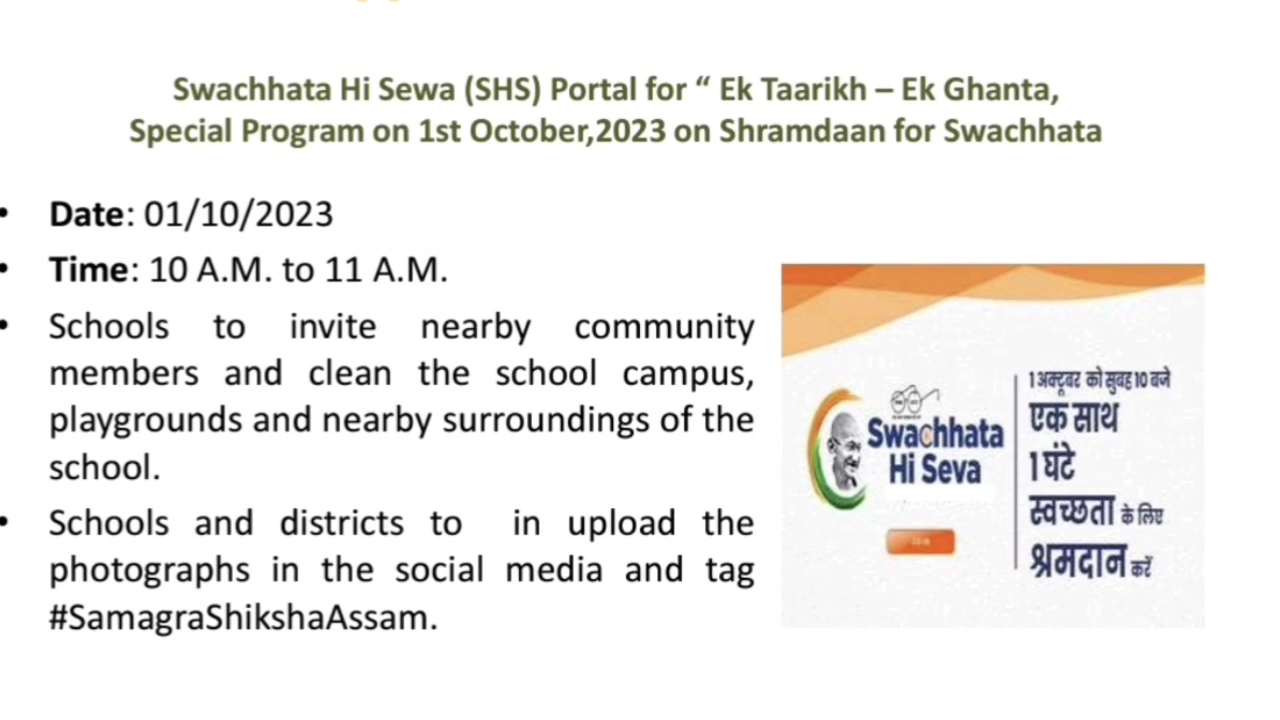 Swachhata Hi Sewa (SHS) Portal for “ Ek Taarikh – Ek Ghanta,
Special Program on 1st October,2023 on Shramdaan for Swachhata
• Date: 01/10/2023
• Time: 10 A.M. to 11 A.M.
• Schools to invite nearby community
members and clean the school campus,
playgrounds and nearby surroundings of the
school.
• Schools and districts to in upload the
photographs in the social media and tag
#SamagraShikshaAssam.
Swachhata
Hi Seva
1 अक्टूबर को सुबह 10 बजे
एक साथ
1 घंटे
स्वच्छता के लिए
श्रमदान करें